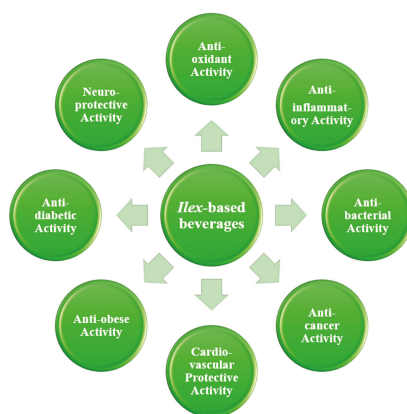 Anti-
oxidant
Activity
Anti-
inflammat-
ory Activity
Anti-
bacterial
Activity
Anti-
cancer
Activity
Cardio-
vascular
Protective
Activity
Anti-obese
Activity
Anti-
diabetic
Activity
Neuro-
protective
Activity
Ilex-based
beverages